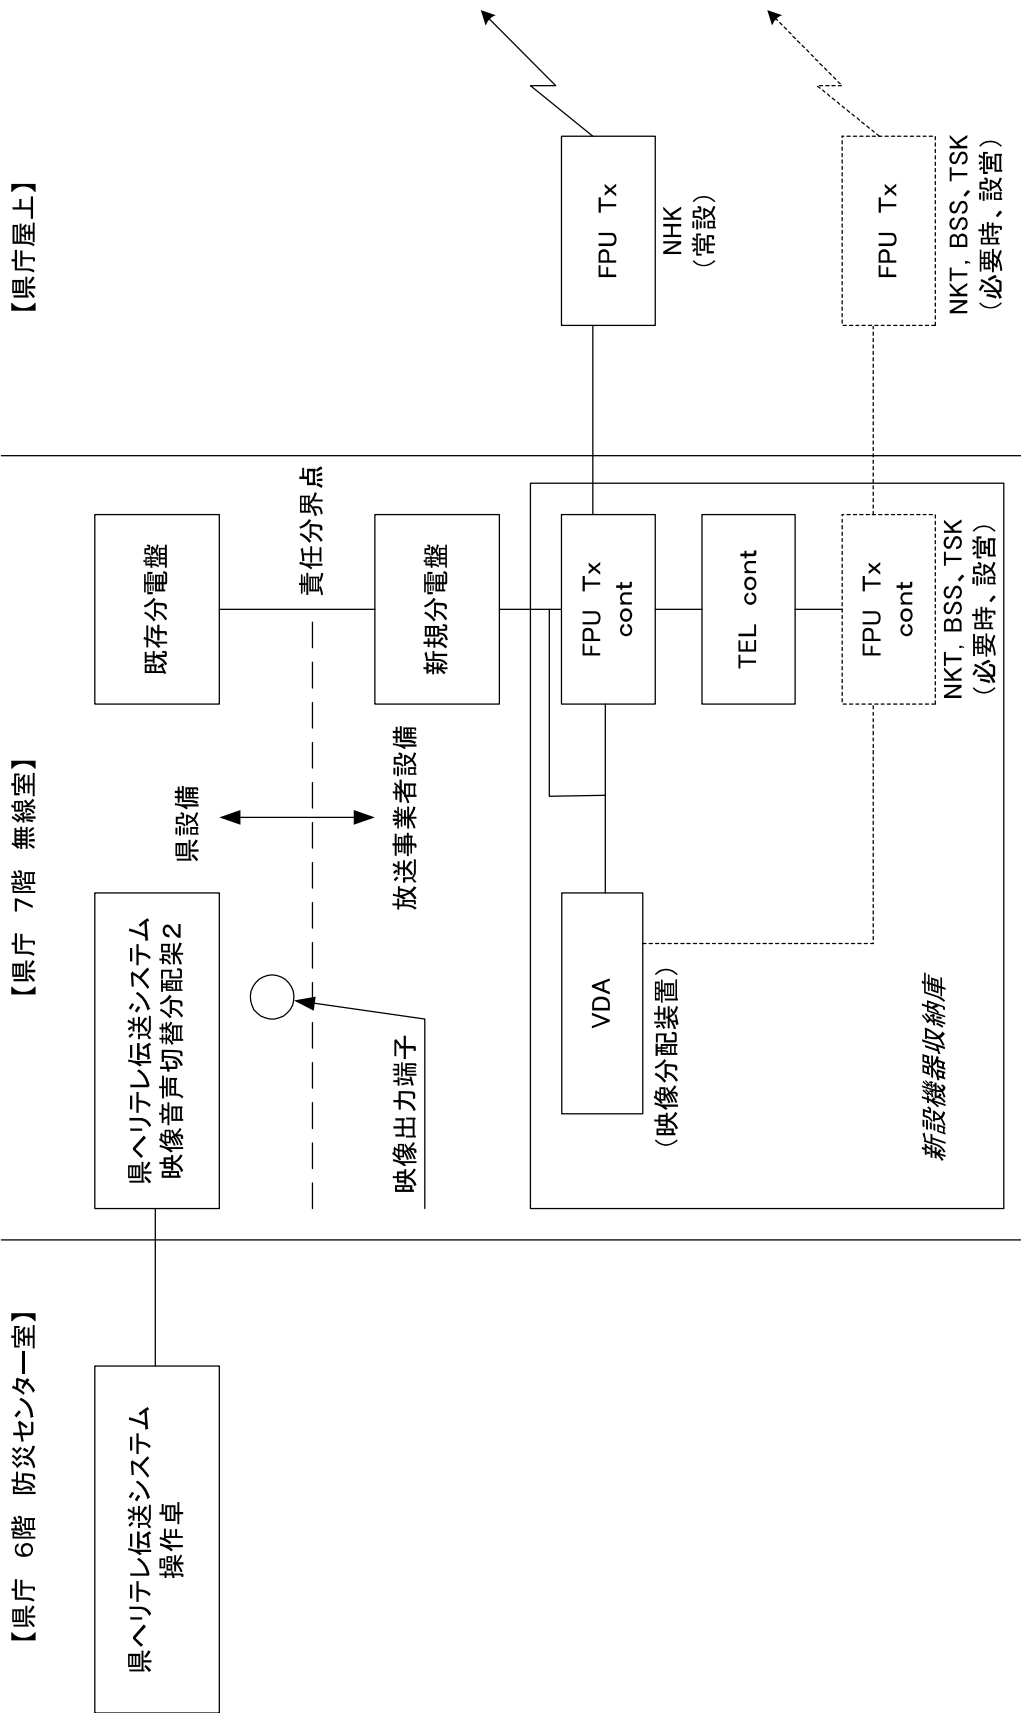 【県庁　６階　防災センター室】
【県庁　７階　無線室】
【県庁屋上】
県ヘリテレ伝送システム
操作卓
県ヘリテレ伝送システム
映像音声切替分配架２
県設備
既存分電盤
責任分界点
映像出力端子
放送事業者設備
新規分電盤
VDA
（映像分配装置）
FPU Tx
cont
TEL cont
FPU Tx
cont
NKT, BSS、TSK
（必要時、設営）
新設機器収納庫
FPU Tx
NHK
（常設）
FPU Tx
NKT, BSS、TSK
（必要時、設営）